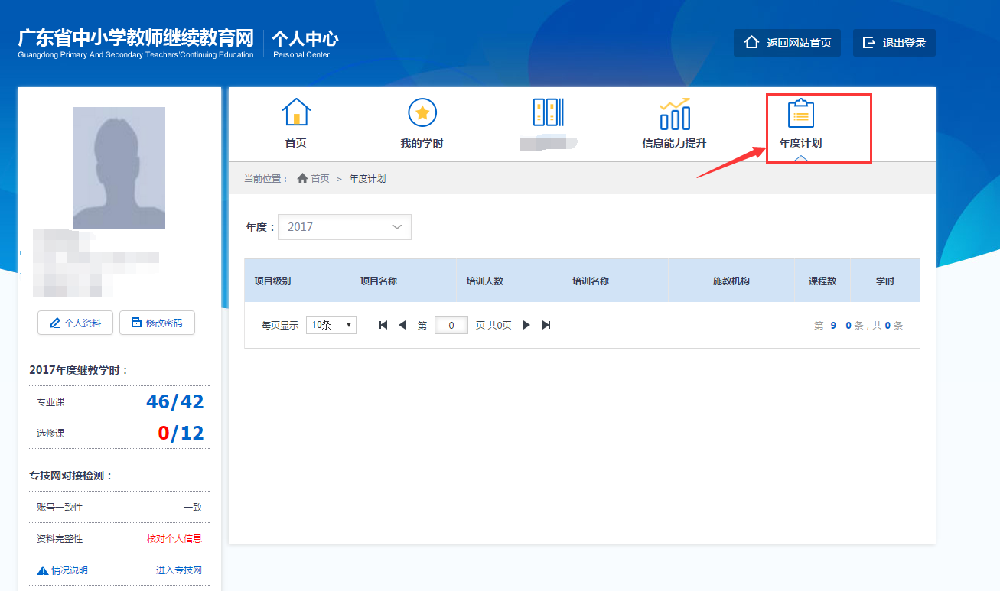 广东省中小学教师继续教育网 个人中心
Guangdong Primary And Secondary Teachers'Continuing Education Personal Center
返回网站首页 退出登录
首页 我的学时 信息能力提升 年度计划
当前位置： 首页 > 年度计划
年度： 2017
项目级别 项目名称 培训人数 培训名称 施教机构 课程数 学时
每页显示 10条 第 0 页 共0页 第 -9 - 0 条 , 共 0 条
个人资料 修改密码
2017年度继教学时：
专业课 46/42
选修课 0/12
专技网对接检测：
账号一致性 一致
资料完整性 核对个人信息
情况说明 进入专技网